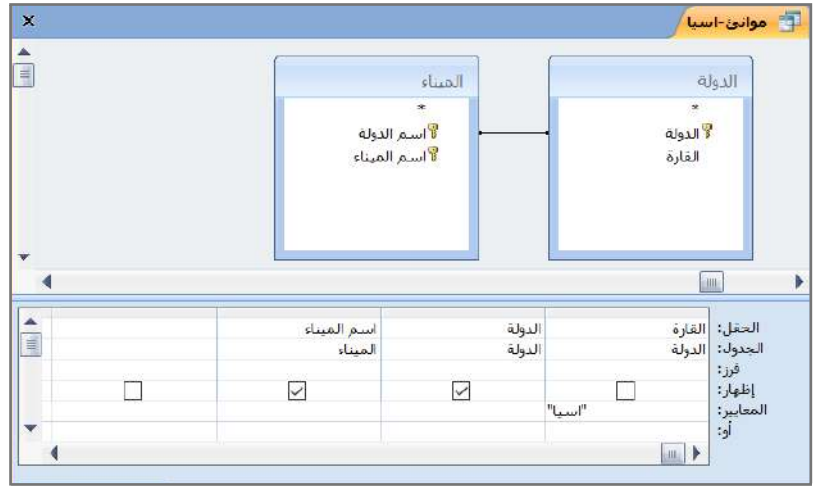 موانئ-اسيا
الدولة
*
الدولة
القارة
الميناء
*
اسم الدولة
اسم الميناء
الحقل: القارة الدولة اسم الميناء
الجدول: الدولة الدولة الميناء
فرز:
إظهار:
المعايير: "اسيا"
أو: